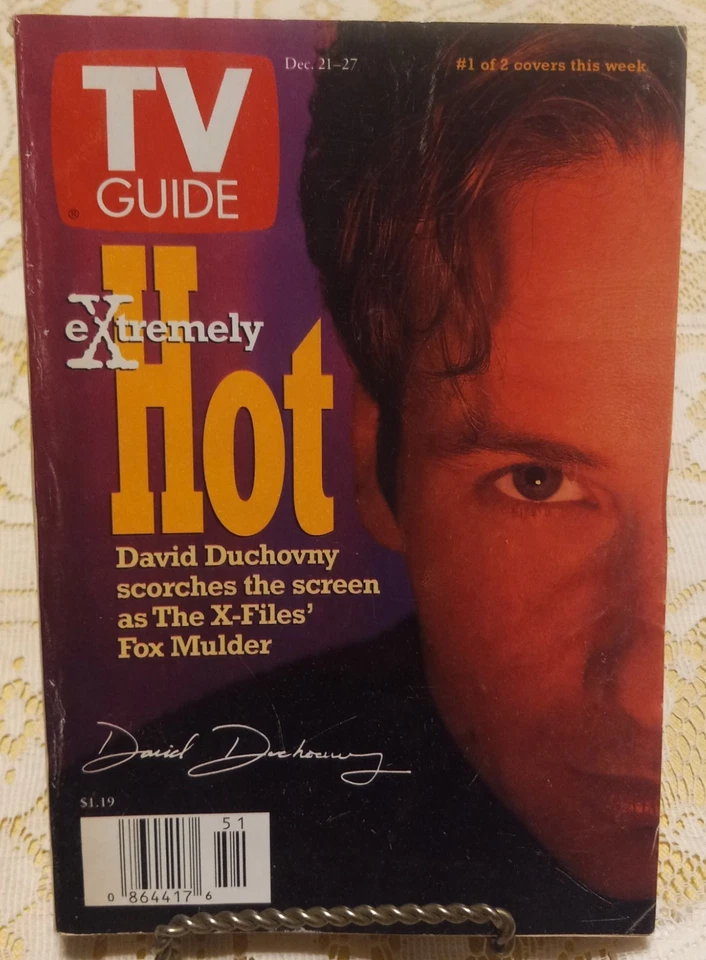 TV
GUIDE
®
Dec. 21–27
#1 of 2 covers this week
eXtremely
Hot
David Duchovny
scorches the screen
as The X-Files’
Fox Mulder
David Duchovny
$1.19
51
0 864417 6